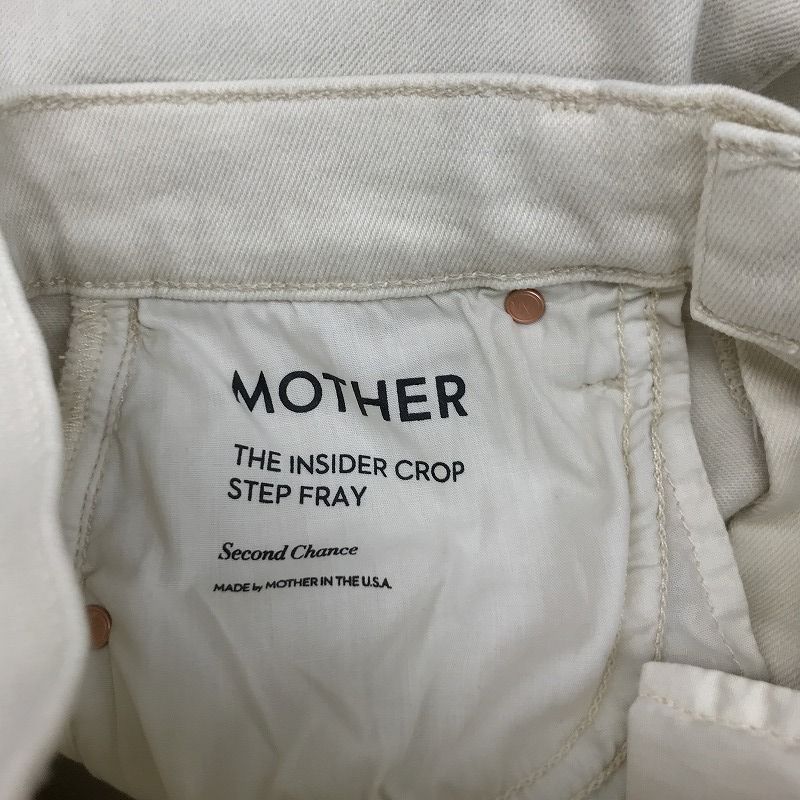 MOTHER
THE INSIDER CROP
STEP FRAY
Second Chance
MADE by MOTHER IN THE U.S.A.